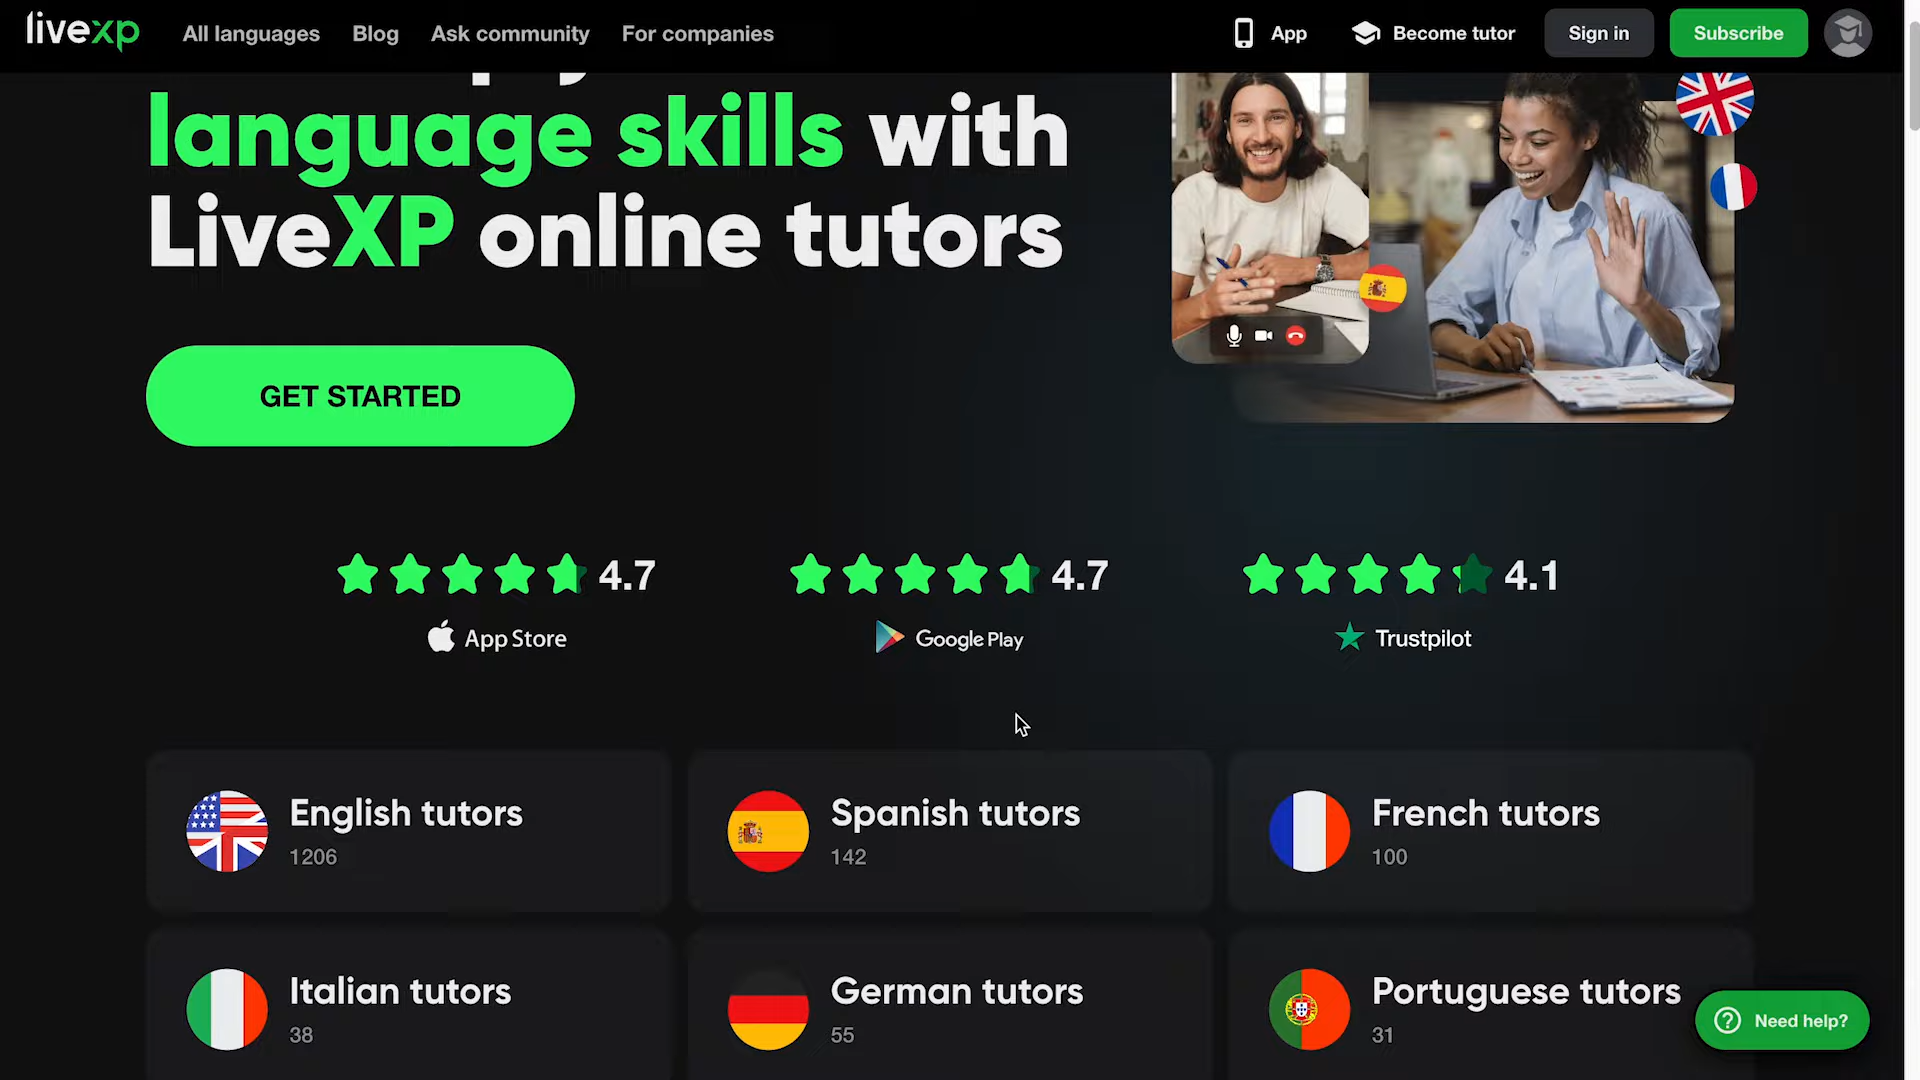 livexp All languages Blog Ask community For companies App Become tutor Sign in Subscribe
language skills with
LiveXP online tutors
GET STARTED
4.7 4.7 4.1
App Store Google Play Trustpilot
English tutors
1206
Spanish tutors
142
French tutors
100
Italian tutors
38
German tutors
55
Portuguese tutors
31
Need help?